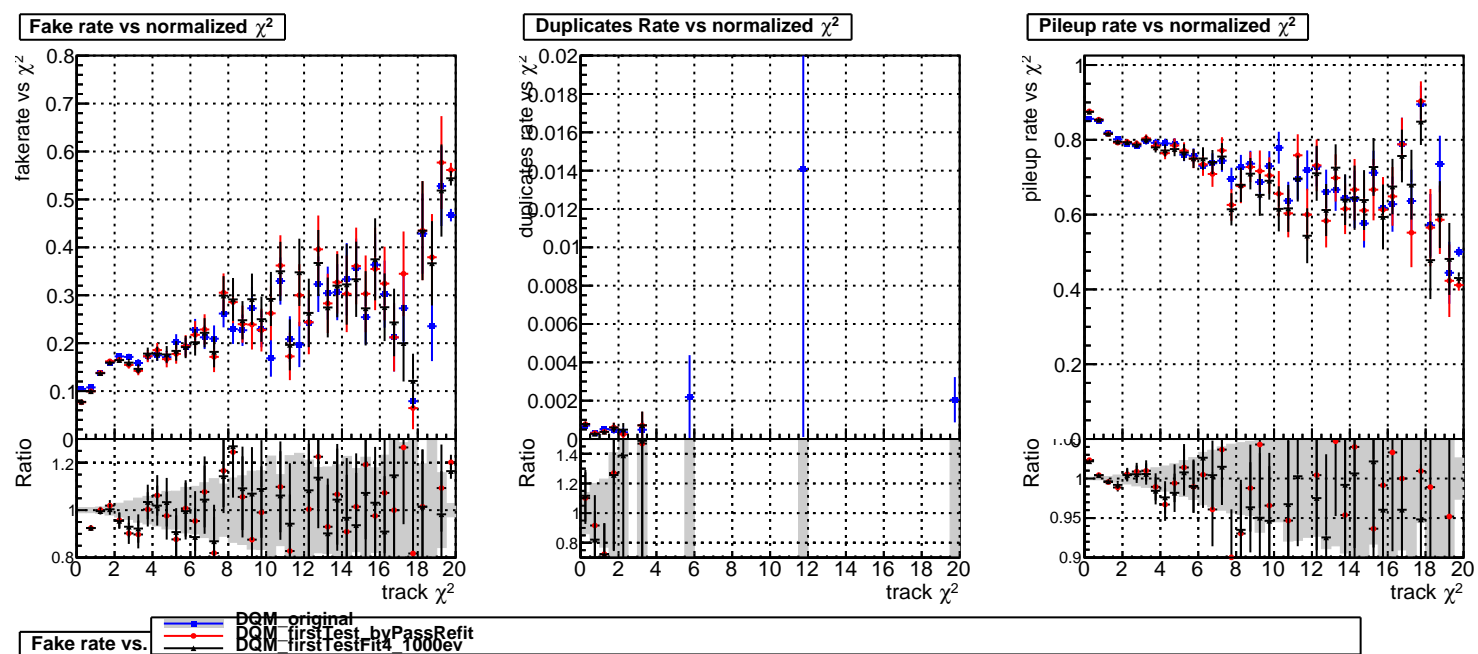 Fake rate vs normalized χ²
Duplicates Rate vs normalized χ²
Pileup rate vs normalized χ²
fakerate vs χ²
0.8
0.7
0.6
0.5
0.4
0.3
0.2
0.1
0
Ratio
1.2
1
0.8
0 2 4 6 8 10 12 14 16 18 20
track χ²
duplicates rate vs χ²
0.02
0.018
0.016
0.014
0.012
0.01
0.008
0.006
0.004
0.002
0
Ratio
1.4
1.2
1
0.8
0 2 4 6 8 10 12 14 16 18 20
track χ²
pileup rate vs χ²
1
0.8
0.6
0.4
0.2
0
Ratio
1
0.95
0.9
0 2 4 6 8 10 12 14 16 18 20
track χ²
Fake rate vs.
DQM_original
DQM_firstTest_byPassRefit
DQM_firstTestFit4_1000ev